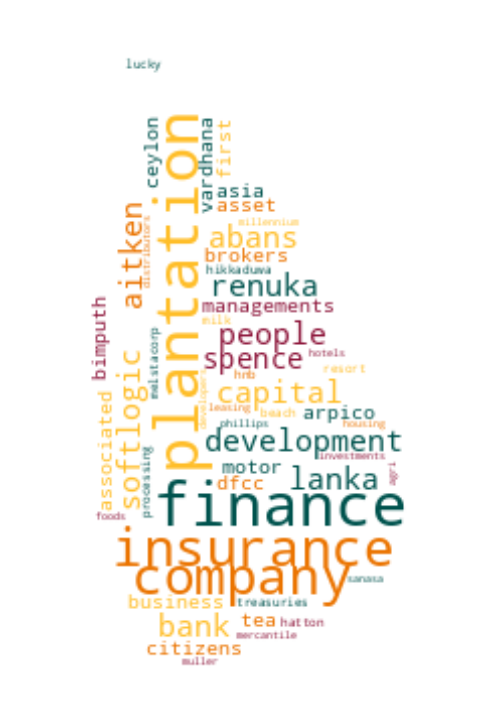 lucky
ceylon
plantation
vardhana
first
asia
asset
aitken
distributors
millennium
abans
brokers
hikkaduwa
renuka
managements
bimputh
milk
people
melstacorp
spence
hotels
softlogic
hnb
resort
developers
capital
associated
leasing
beach
arpico
phillips
housing
development
processing
investments
motor
lanka
tarage
dfcc
finance
foods
insurance
company
sanasa
business
treasuries
bank
tea
hatton
mercantile
citizens
muller